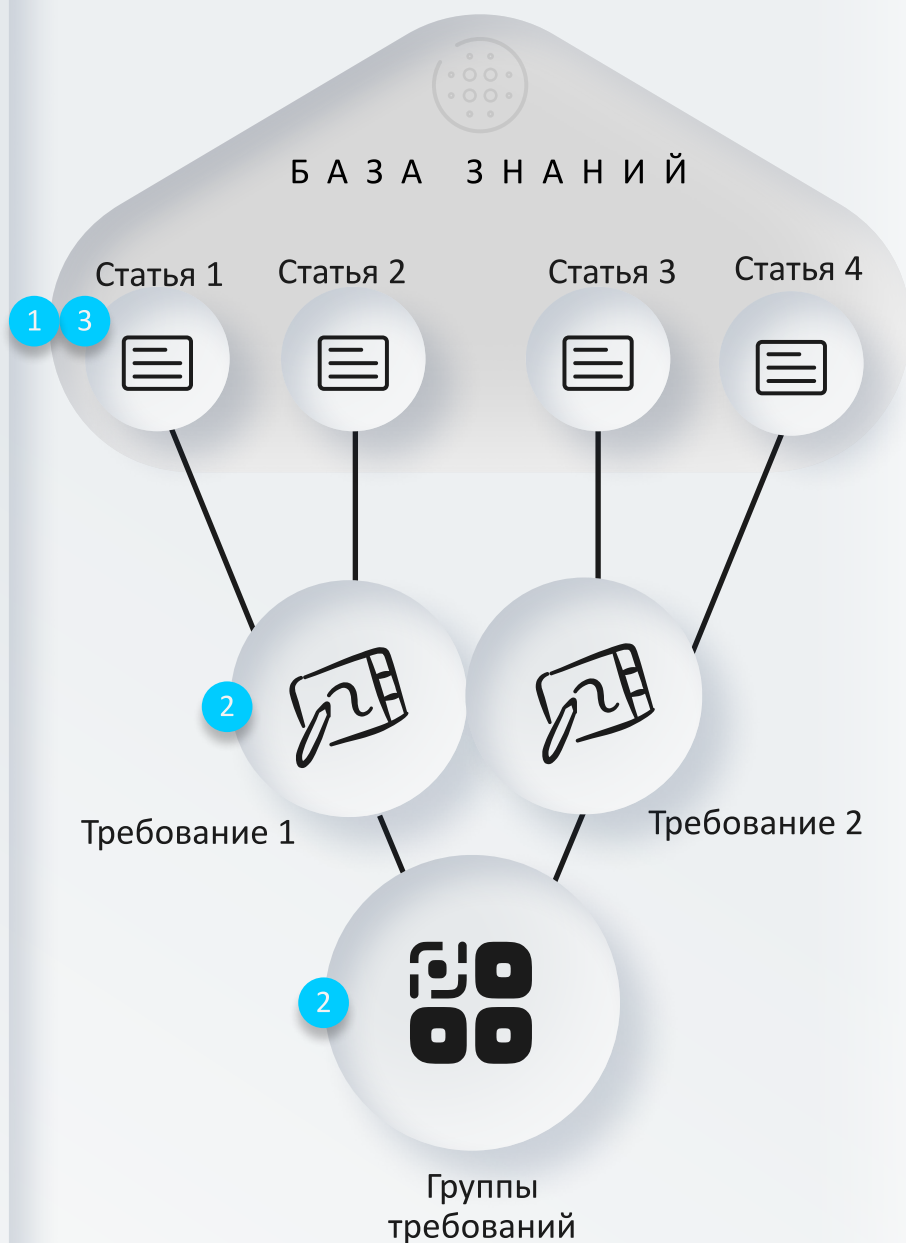 БАЗА ЗНАНИЙ
Статья 1
Статья 2
Статья 3
Статья 4
1
3
2
Требование 1
Требование 2
2
Группы
требований